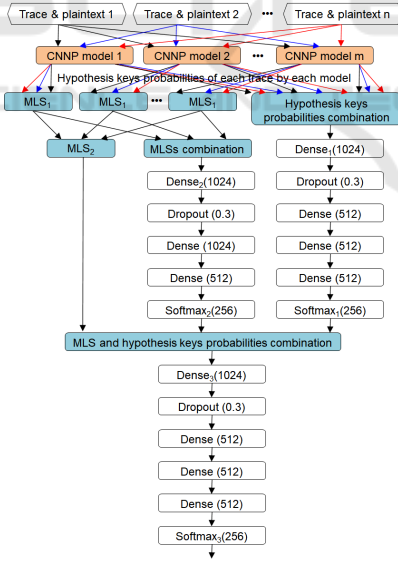 Trace & plaintext 1 Trace & plaintext 2 ••• Trace & plaintext n
CNNP model 1 CNNP model 2 ••• CNNP model m
Hypothesis keys probabilities of each trace by each model
MLS₁ MLS₁ ••• MLS₁ Hypothesis keys
probabilities combination
MLS₂ MLSs combination Dense₁(1024)
Dense₂(1024) Dropout (0.3)
Dropout (0.3) Dense (512)
Dense (1024) Dense (512)
Dense (512) Dense (512)
Softmax₂(256) Softmax₁(256)
MLS and hypothesis keys probabilities combination
Dense₃(1024)
Dropout (0.3)
Dense (512)
Dense (512)
Dense (512)
Softmax₃(256)